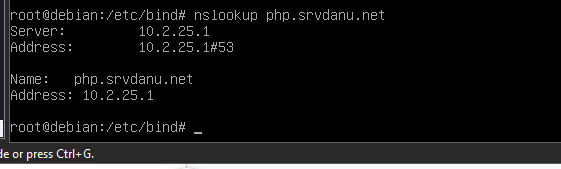 root@debian:/etc/bind# nslookup php.srvdanu.net
Server:         10.2.25.1
Address:        10.2.25.1#53
Name:   php.srvdanu.net
Address: 10.2.25.1
root@debian:/etc/bind# _
de or press Ctrl+G.